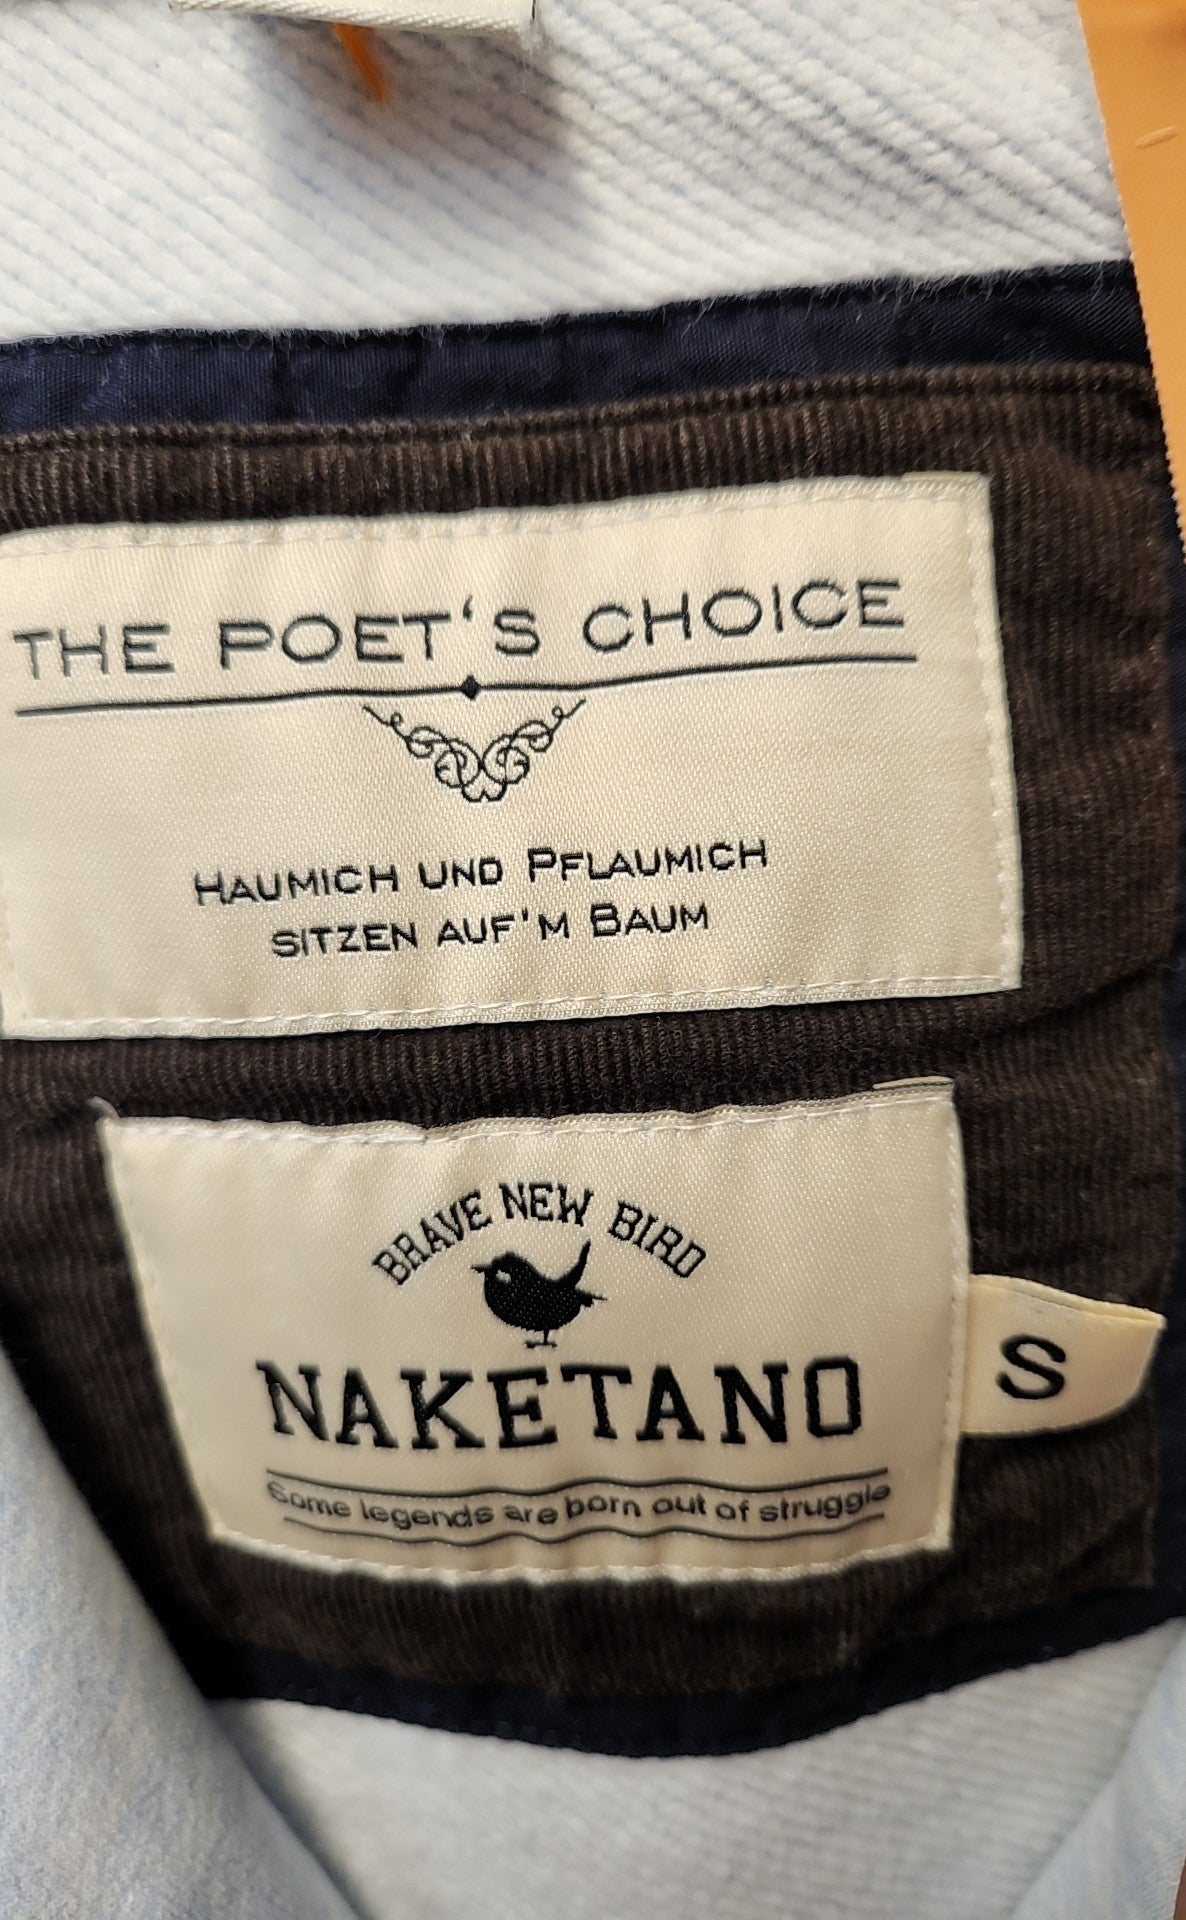 THE POET'S CHOICE
HAUMICH UND PFLAUMICH
SITZEN AUF'M BAUM
BRAVE NEW BIRD
NAKETANO
S
Some legends are born out of struggle